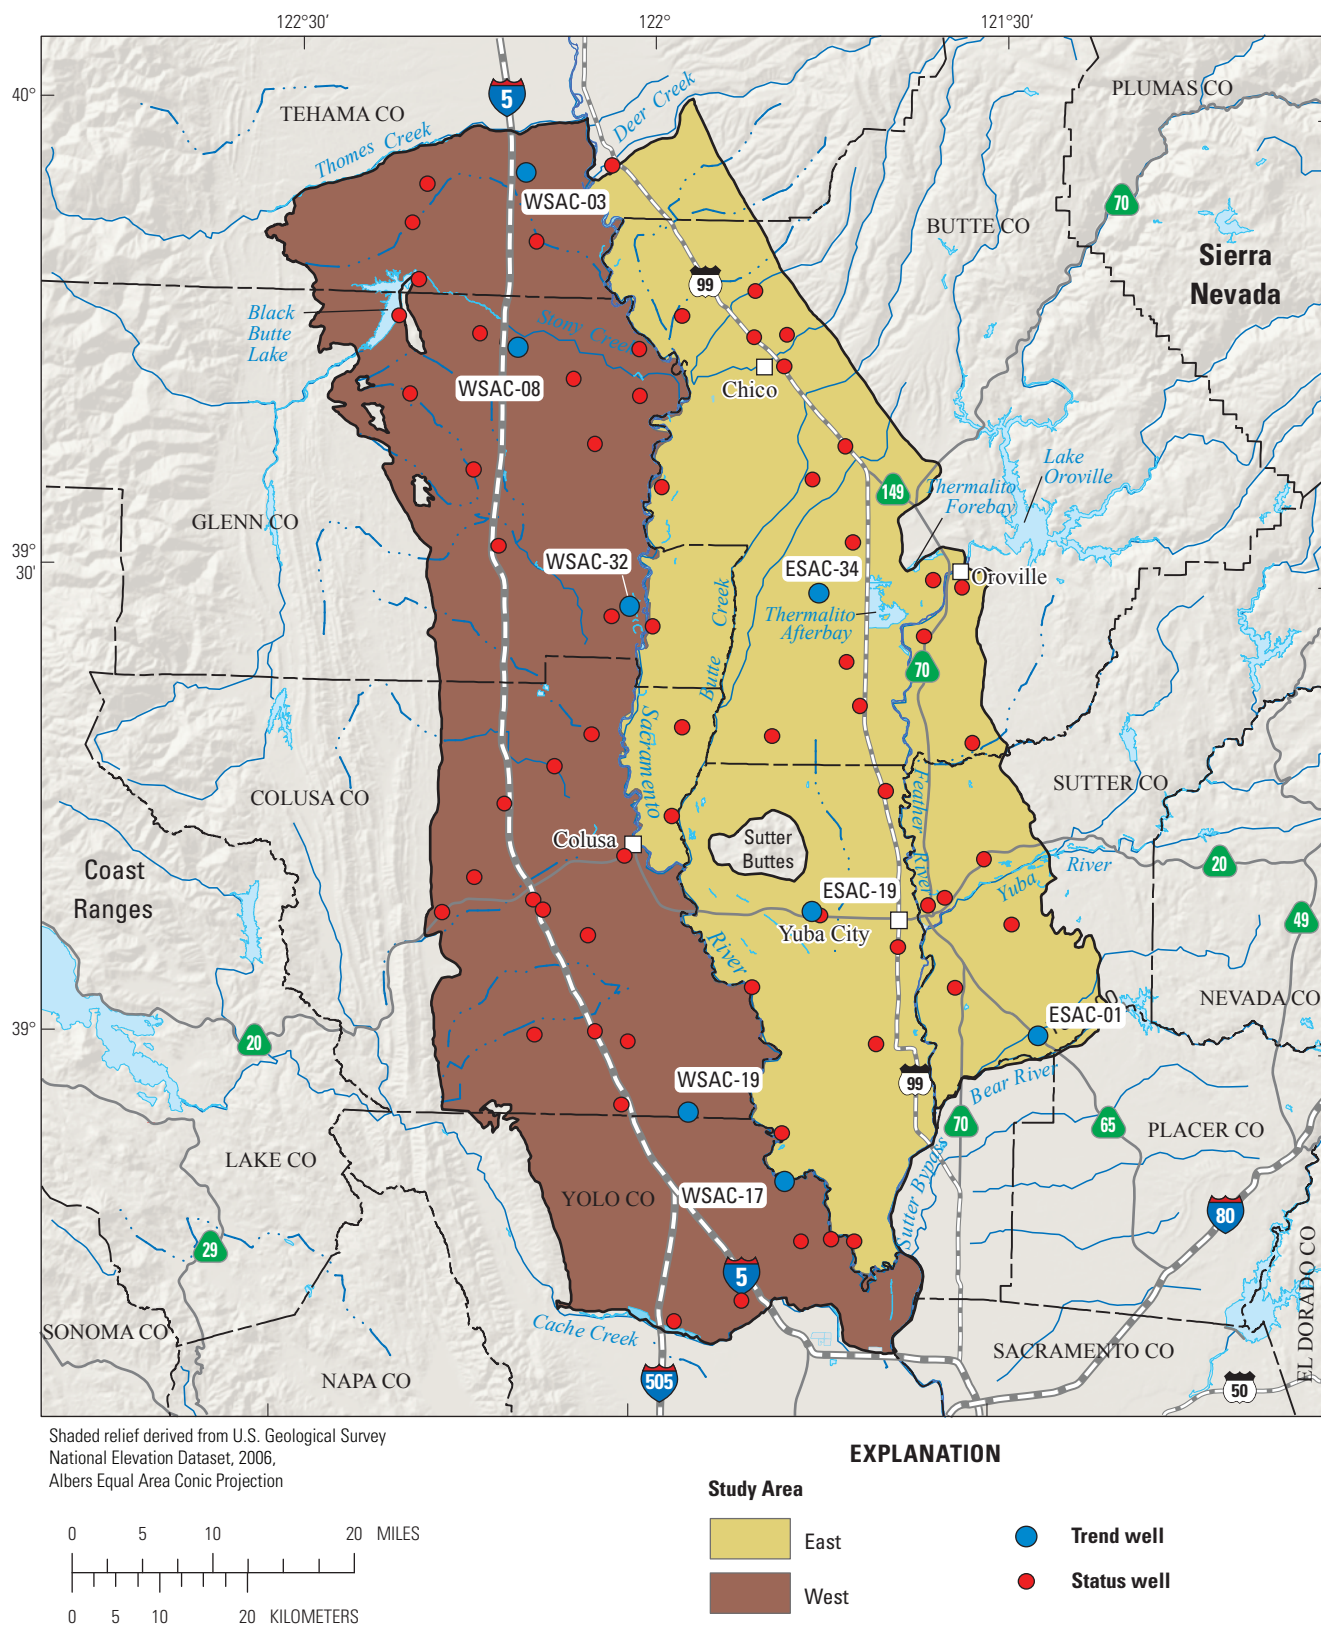 122°30'
122°
121°30'
40°
PLUMAS CO
TEHAMA CO
5
Deer Creek
Thomes Creek
WSAC-03
70
BUTTE CO
Sierra
Nevada
99
Black
Butte
Lake
Stony Creek
WSAC-08
Chico
Lake
Oroville
149
Thermalito
Forebay
GLENN CO
39°
30'
WSAC-32
ESAC-34
Oroville
Butte Creek
Thermalito
Afterbay
70
Sacramento
SUTTER CO
COLUSA CO
Feather River
Colusa
Sutter
Buttes
Yuba River
20
Coast
Ranges
ESAC-19
Yuba City
49
River
NEVADA CO
ESAC-01
39°
20
WSAC-19
99
Bear River
70
65
PLACER CO
LAKE CO
YOLO CO
WSAC-17
Sutter Bypass
80
29
5
EL DORADO CO
SONOMA CO
Cache Creek
SACRAMENTO CO
NAPA CO
505
50
Shaded relief derived from U.S. Geological Survey
National Elevation Dataset, 2006,
Albers Equal Area Conic Projection
EXPLANATION
Study Area
East
West
Trend well
Status well
0 5 10 20 MILES
0 5 10 20 KILOMETERS